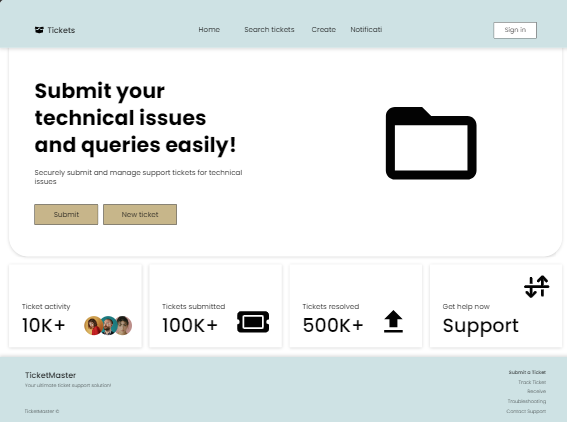 Tickets
Home Search tickets Create Notificati
Sign in
Submit your
technical issues
and queries easily!
Securely submit and manage support tickets for technical
issues
Submit New ticket
Ticket activity
10K+
Tickets submitted
100K+
Tickets resolved
500K+
Get help now
Support
TicketMaster
Your ultimate ticket support solution!
TicketMaster ©
Submit a Ticket
Track Ticket
Receive
Troubleshooting
Contact Support